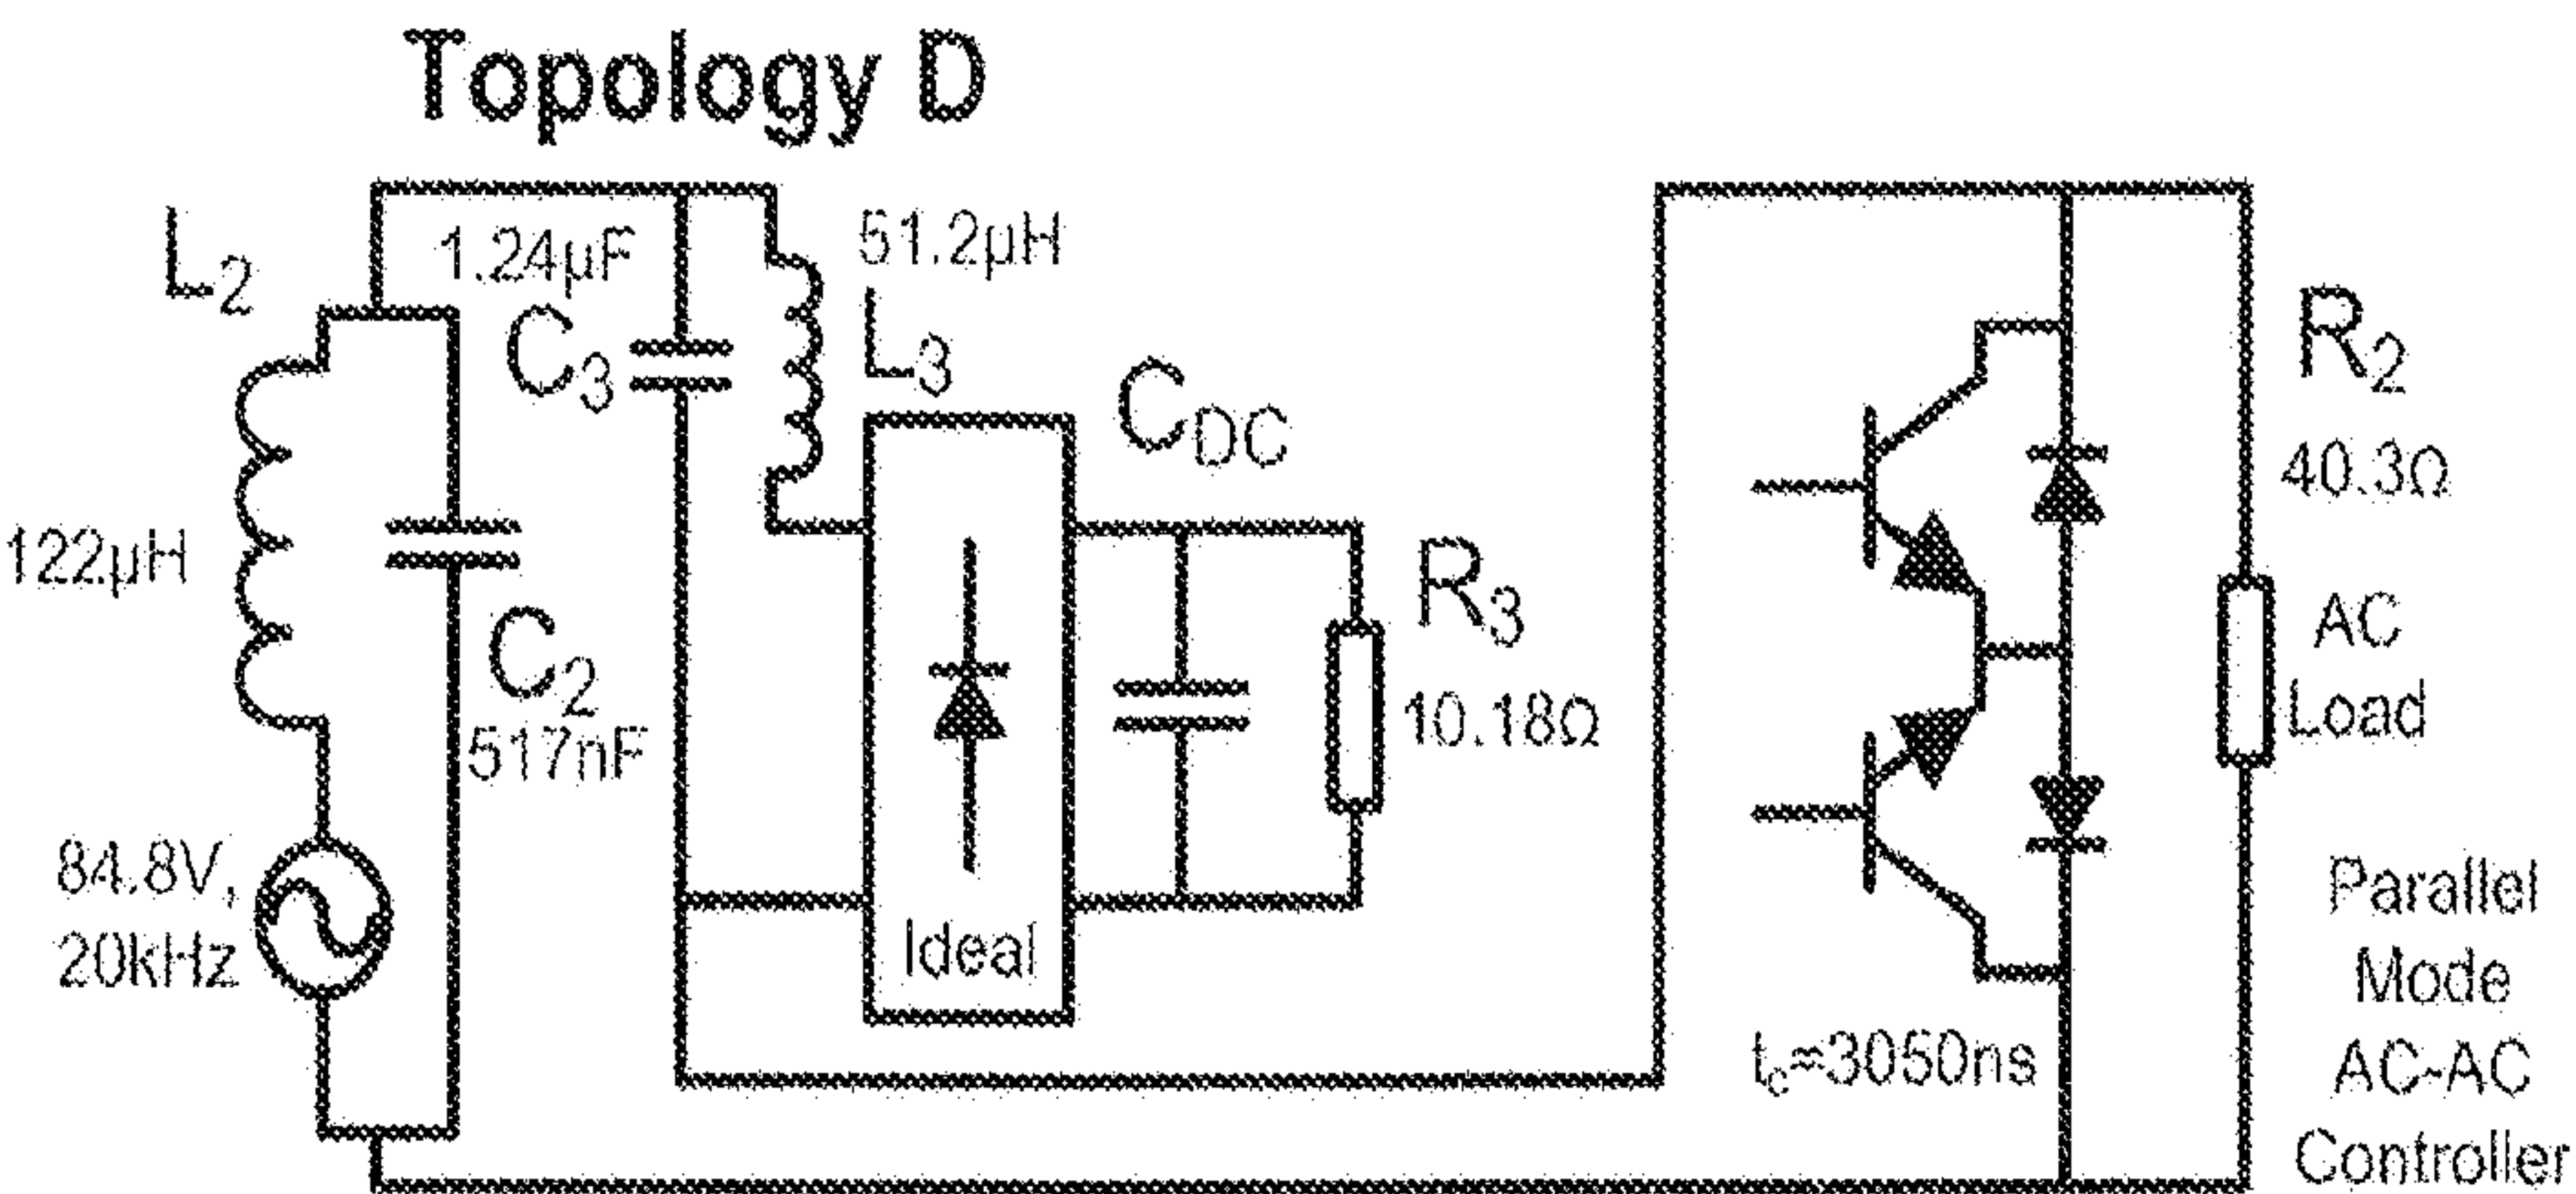 Topology D
L2
1.24µF
51.2µH
C3
L3
CDC
R2
40.3Ω
122µH
C2
517nF
R3
10.18Ω
AC
Load
84.8V,
20kHz
Ideal
tc≈3050ns
Parallel
Mode
AC-AC
Controller